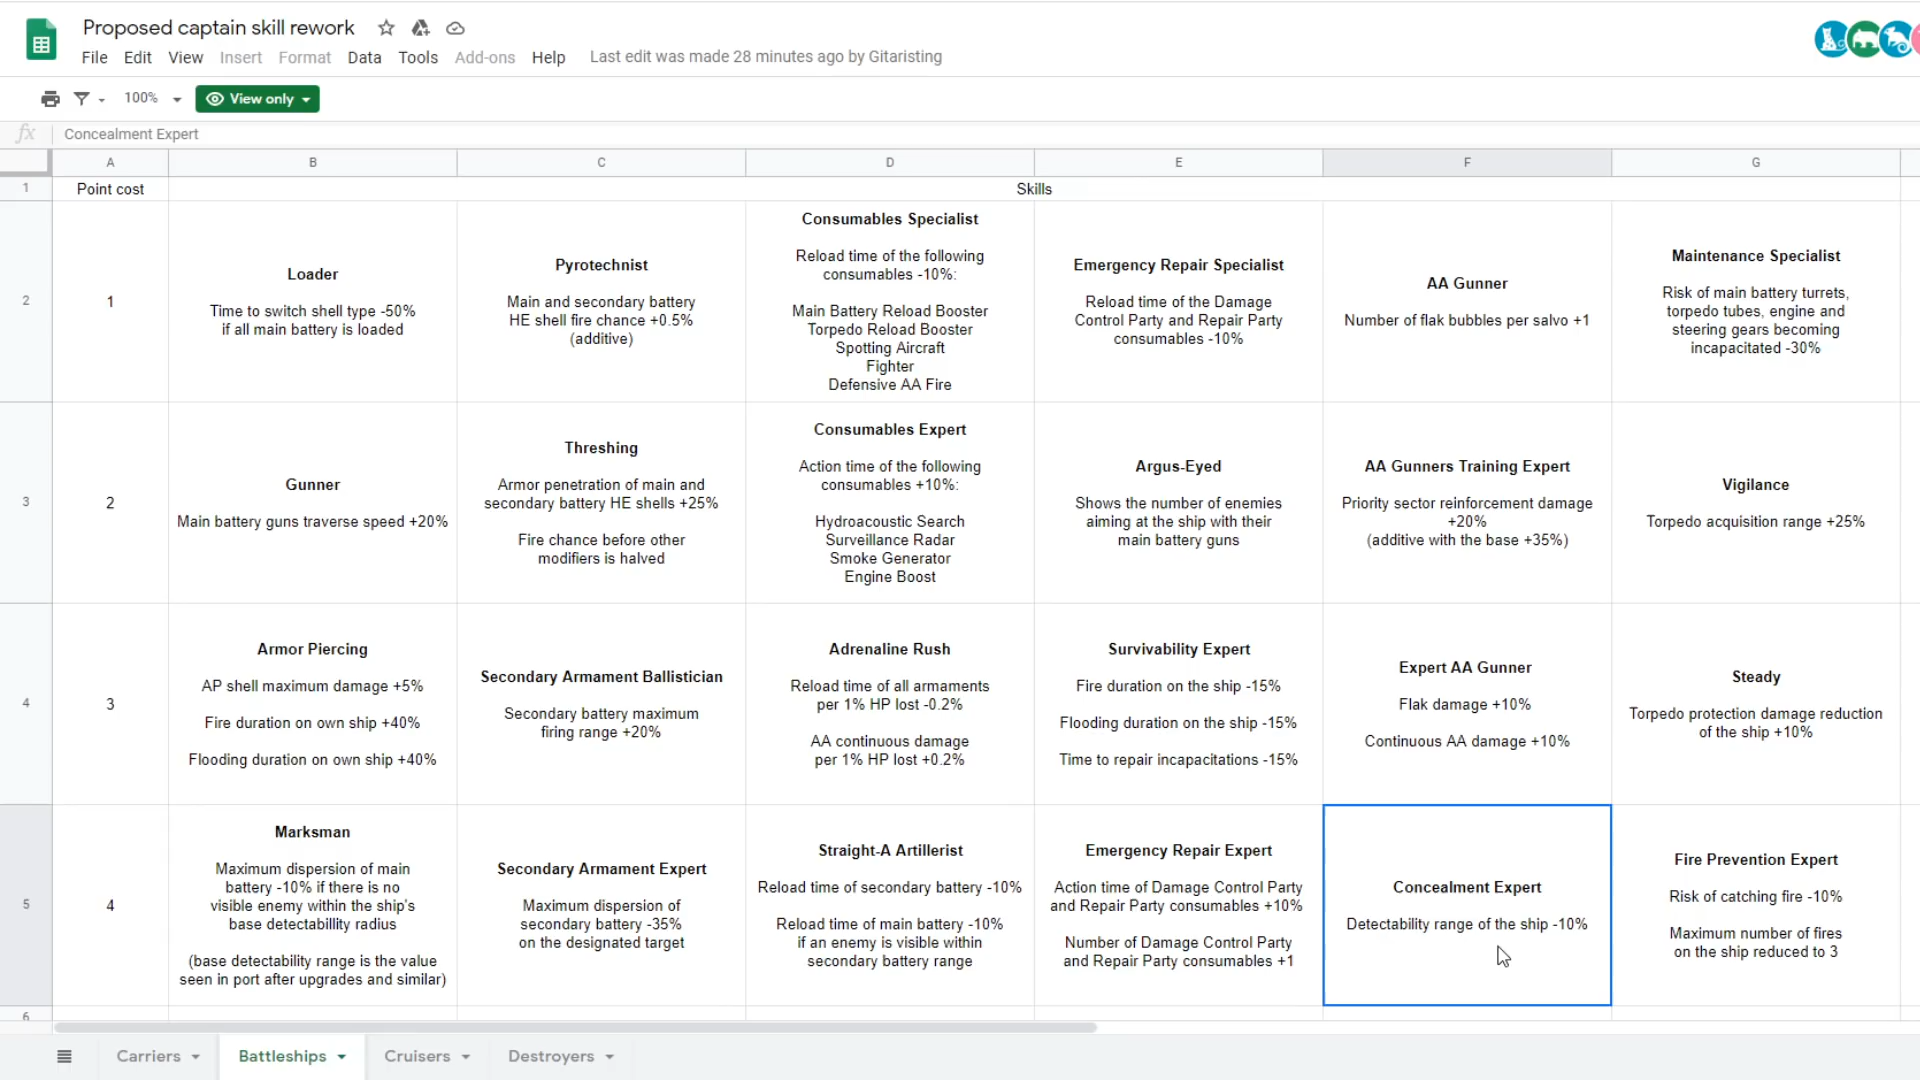 Proposed captain skill rework
File Edit View Insert Format Data Tools Add-ons Help Last edit was made 28 minutes ago by Gitaristing
100% View only
fx Concealment Expert
A B C D E F G
1 Point cost Skills
2
1
Loader
Time to switch shell type -50%
if all main battery is loaded
Pyrotechnist
Main and secondary battery
HE shell fire chance +0.5%
(additive)
Consumables Specialist
Reload time of the following
consumables -10%:
Main Battery Reload Booster
Torpedo Reload Booster
Spotting Aircraft
Fighter
Defensive AA Fire
Emergency Repair Specialist
Reload time of the Damage
Control Party and Repair Party
consumables -10%
AA Gunner
Number of flak bubbles per salvo +1
Maintenance Specialist
Risk of main battery turrets,
torpedo tubes, engine and
steering gears becoming
incapacitated -30%
3
2
Gunner
Main battery guns traverse speed +20%
Threshing
Armor penetration of main and
secondary battery HE shells +25%
Fire chance before other
modifiers is halved
Consumables Expert
Action time of the following
consumables +10%:
Hydroacoustic Search
Surveillance Radar
Smoke Generator
Engine Boost
Argus-Eyed
Shows the number of enemies
aiming at the ship with their
main battery guns
AA Gunners Training Expert
Priority sector reinforcement damage
+20%
(additive with the base +35%)
Vigilance
Torpedo acquisition range +25%
4
3
Armor Piercing
AP shell maximum damage +5%
Fire duration on own ship +40%
Flooding duration on own ship +40%
Secondary Armament Ballistician
Secondary battery maximum
firing range +20%
Adrenaline Rush
Reload time of all armaments
per 1% HP lost -0.2%
AA continuous damage
per 1% HP lost +0.2%
Survivability Expert
Fire duration on the ship -15%
Flooding duration on the ship -15%
Time to repair incapacitations -15%
Expert AA Gunner
Flak damage +10%
Continuous AA damage +10%
Steady
Torpedo protection damage reduction
of the ship +10%
5
4
Marksman
Maximum dispersion of main
battery -10% if there is no
visible enemy within the ship's
base detectabillity radius
(base detectability range is the value
seen in port after upgrades and similar)
Secondary Armament Expert
Maximum dispersion of
secondary battery -35%
on the designated target
Straight-A Artillerist
Reload time of secondary battery -10%
Reload time of main battery -10%
if an enemy is visible within
secondary battery range
Emergency Repair Expert
Action time of Damage Control Party
and Repair Party consumables +10%
Number of Damage Control Party
and Repair Party consumables +1
Concealment Expert
Detectability range of the ship -10%
Fire Prevention Expert
Risk of catching fire -10%
Maximum number of fires
on the ship reduced to 3
6
Carriers Battleships Cruisers Destroyers